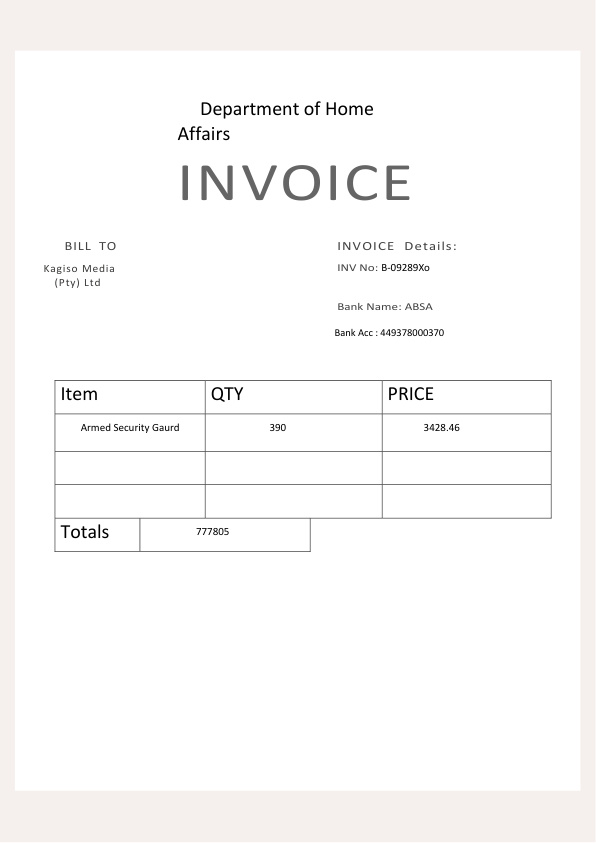 Department of Home
Affairs
INVOICE
BILL TO
INVOICE Details:
Kagiso Media
(Pty) Ltd
INV No: B-09289Xo
Bank Name: ABSA
Bank Acc : 449378000370
Item QTY PRICE
Armed Security Gaurd 390 3428.46
Totals 777805